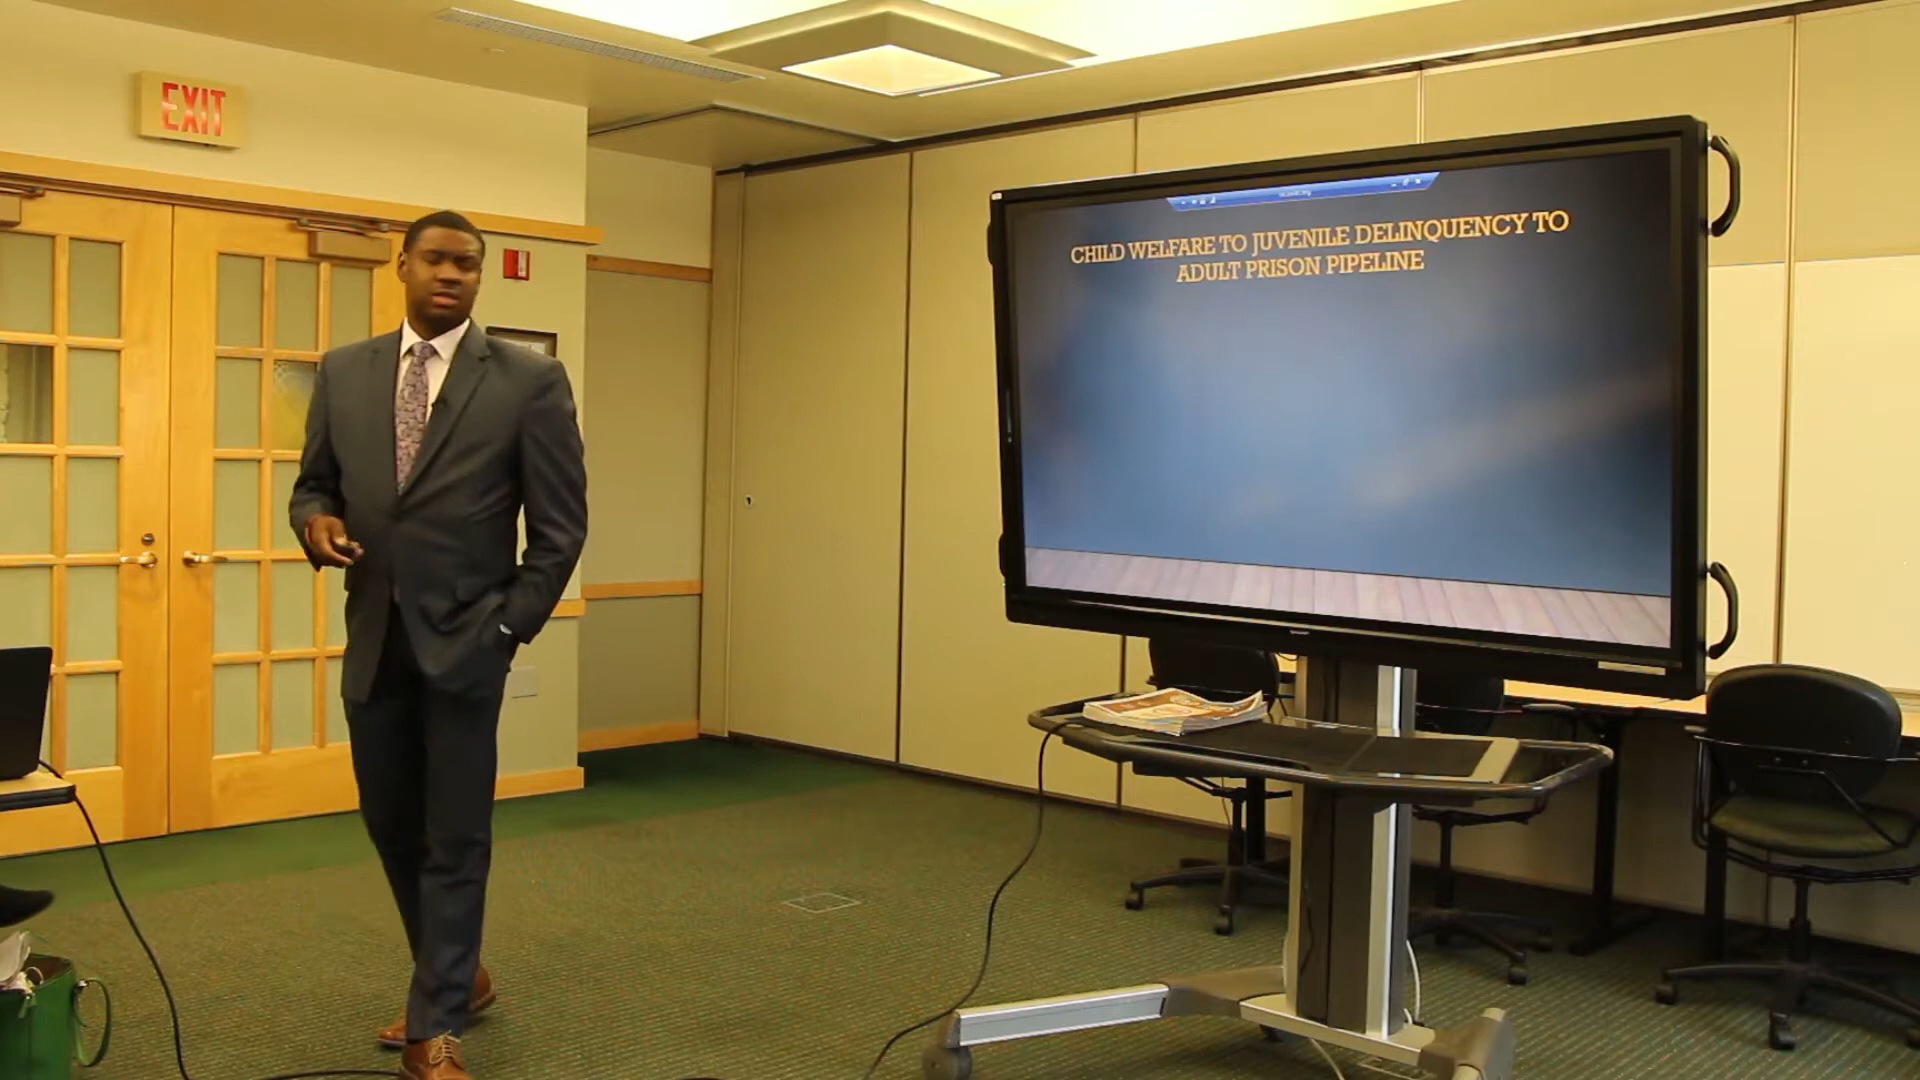 EXIT
CHILD WELFARE TO JUVENILE DELINQUENCY TO
ADULT PRISON PIPELINE